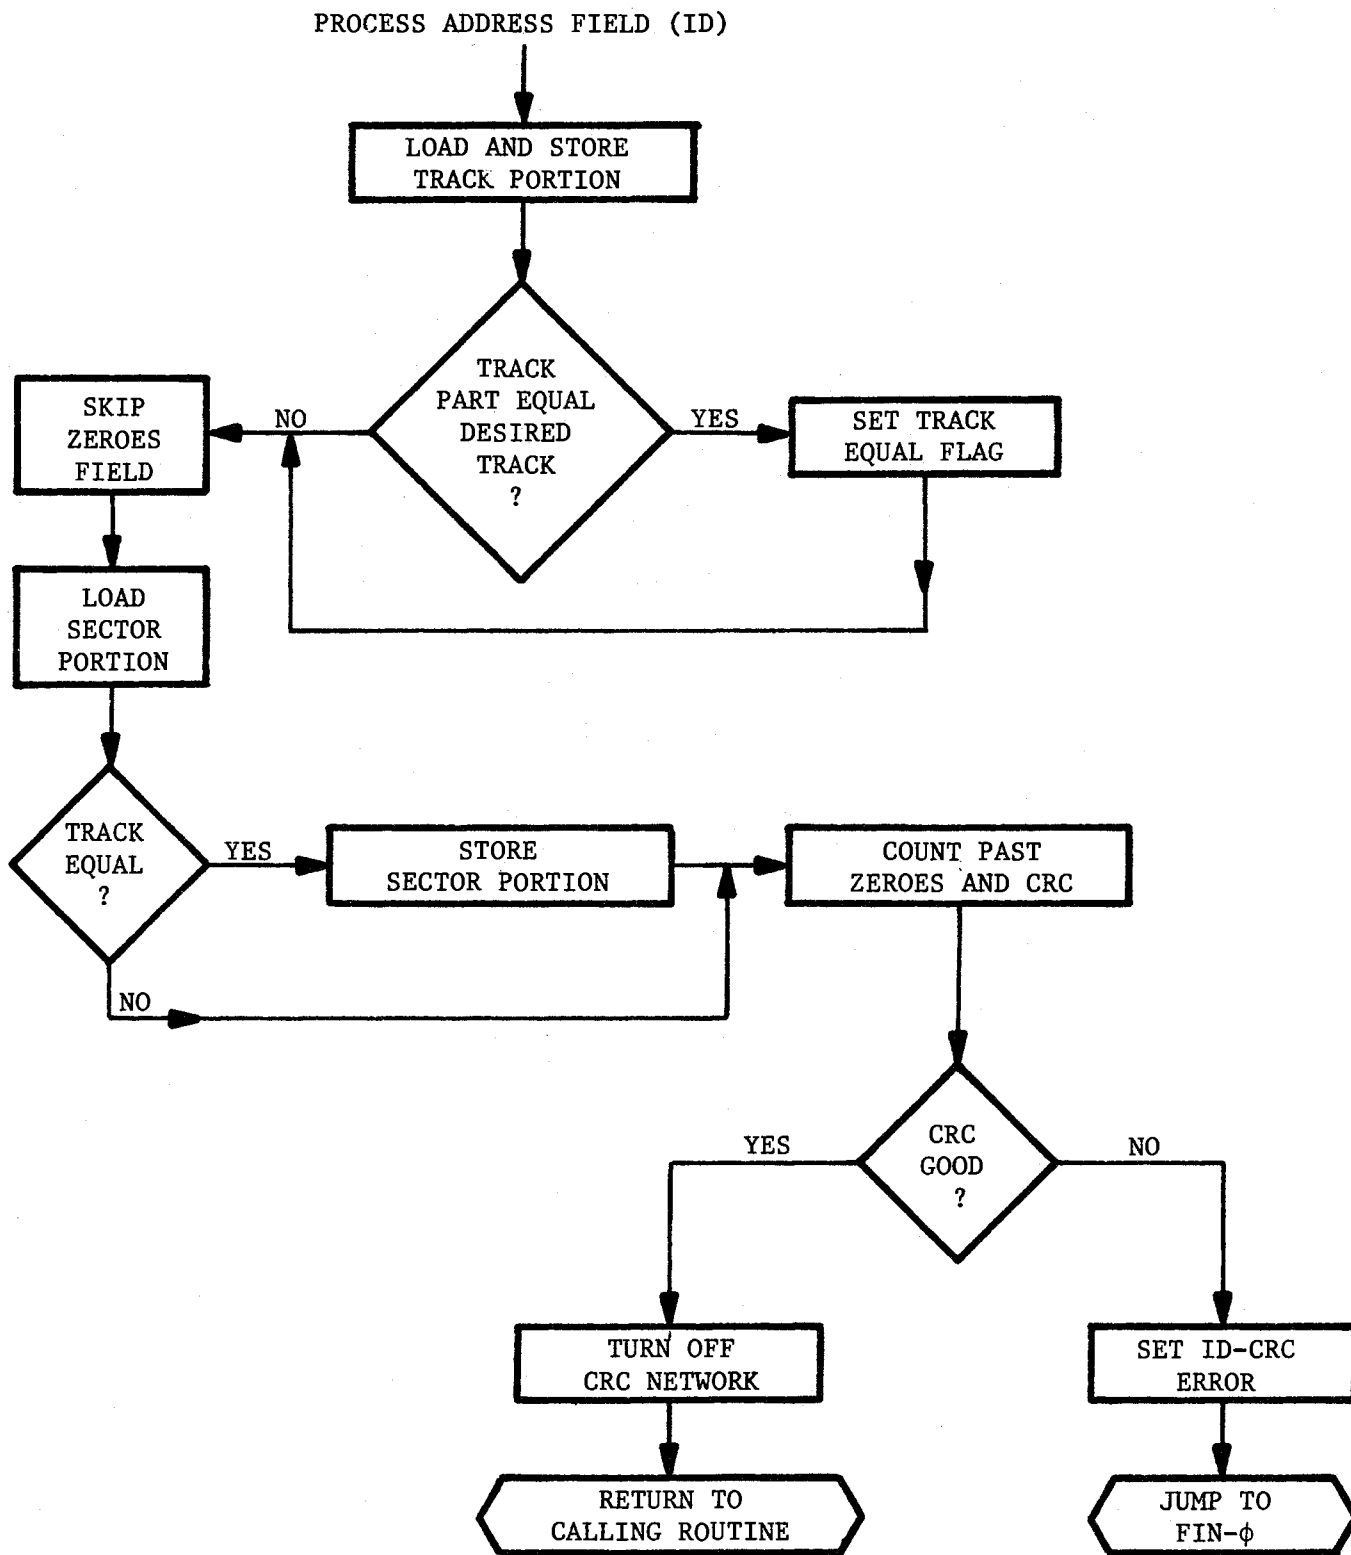 PROCESS ADDRESS FIELD (ID)
LOAD AND STORE
TRACK PORTION
TRACK
PART EQUAL
DESIRED
TRACK
?
YES
SET TRACK
EQUAL FLAG
NO
SKIP
ZEROES
FIELD
LOAD
SECTOR
PORTION
TRACK
EQUAL
?
YES
STORE
SECTOR PORTION
NO
COUNT PAST
ZEROES AND CRC
CRC
GOOD
?
YES
NO
TURN OFF
CRC NETWORK
SET ID-CRC
ERROR
RETURN TO
CALLING ROUTINE
JUMP TO
FIN-ϕ